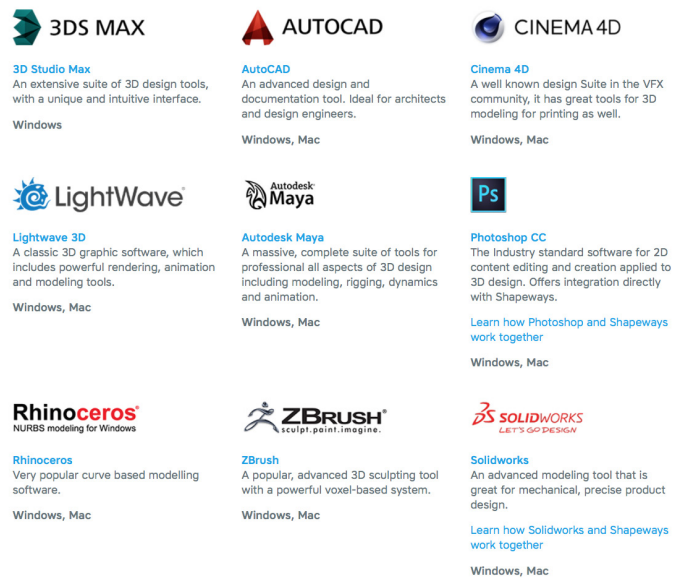 3DS MAX
3D Studio Max
An extensive suite of 3D design tools,
with a unique and intuitive interface.
Windows
AUTOCAD
AutoCAD
An advanced design and
documentation tool. Ideal for architects
and design engineers.
Windows, Mac
CINEMA 4D
Cinema 4D
A well known design Suite in the VFX
community, it has great tools for 3D
modeling for printing as well.
Windows, Mac
LightWave®
Lightwave 3D
A classic 3D graphic software, which
includes powerful rendering, animation
and modeling tools.
Windows, Mac
Autodesk®
Maya
Autodesk Maya
A massive, complete suite of tools for
professional all aspects of 3D design
including modeling, rigging, dynamics
and animation.
Windows, Mac
Ps
Photoshop CC
The Industry standard software for 2D
content editing and creation applied to
3D design. Offers integration directly
with Shapeways.
Learn how Photoshop and Shapeways
work together
Windows, Mac
Rhinoceros®
NURBS modeling for Windows
Rhinoceros
Very popular curve based modelling
software.
Windows, Mac
ZBRUSH®
sculpt.paint.imagine.
ZBrush
A popular, advanced 3D sculpting tool
with a powerful voxel-based system.
Windows, Mac
SOLIDWORKS
LET'S GO DESIGN
Solidworks
An advanced modeling tool that is
great for mechanical, precise product
design.
Learn how Solidworks and Shapeways
work together
Windows, Mac